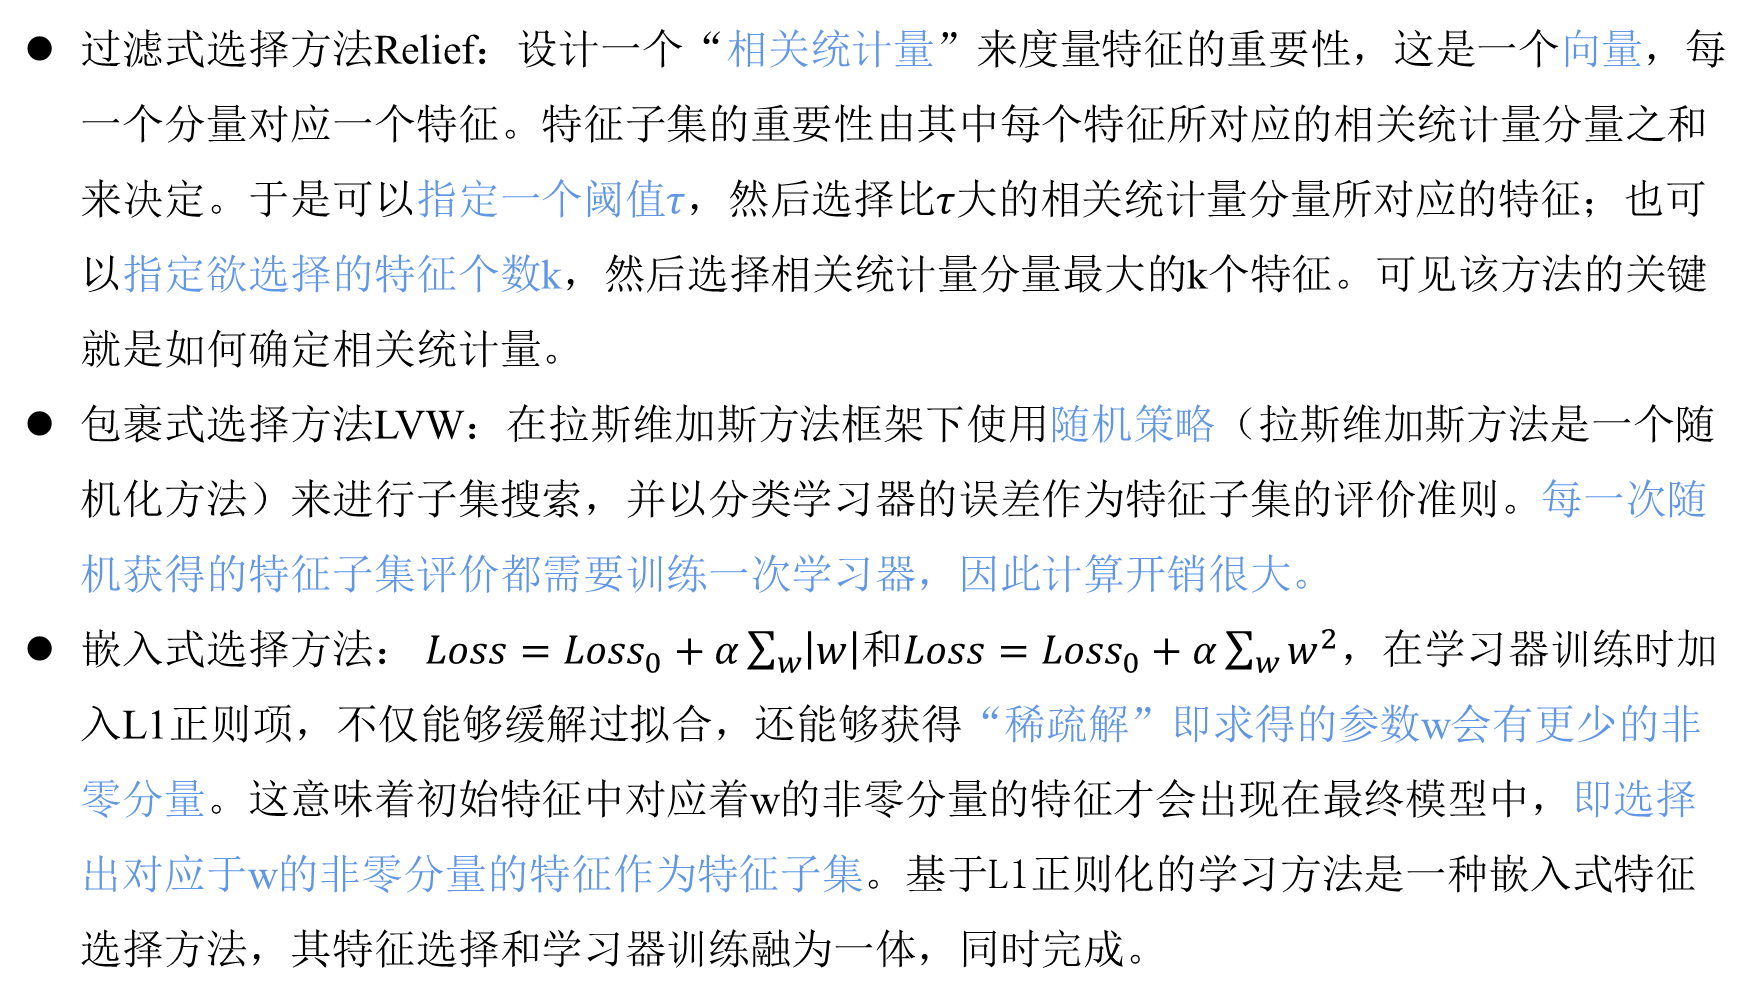 ● 过滤式选择方法Relief：设计一个“相关统计量”来度量特征的重要性，这是一个向量，每
一个分量对应一个特征。特征子集的重要性由其中每个特征所对应的相关统计量分量之和
来决定。于是可以指定一个阈值τ，然后选择比τ大的相关统计量分量所对应的特征；也可
以指定欲选择的特征个数k，然后选择相关统计量分量最大的k个特征。可见该方法的关键
就是如何确定相关统计量。
● 包裹式选择方法LVW：在拉斯维加斯方法框架下使用随机策略（拉斯维加斯方法是一个随
机化方法）来进行子集搜索，并以分类学习器的误差作为特征子集的评价准则。每一次随
机获得的特征子集评价都需要训练一次学习器，因此计算开销很大。
● 嵌入式选择方法： Loss = Loss₀ + α∑_w|w|和Loss = Loss₀ + α∑_w w²，在学习器训练时加
入L1正则项，不仅能够缓解过拟合，还能够获得“稀疏解”即求得的参数w会有更少的非
零分量。这意味着初始特征中对应着w的非零分量的特征才会出现在最终模型中，即选择
出对应于w的非零分量的特征作为特征子集。基于L1正则化的学习方法是一种嵌入式特征
选择方法，其特征选择和学习器训练融为一体，同时完成。